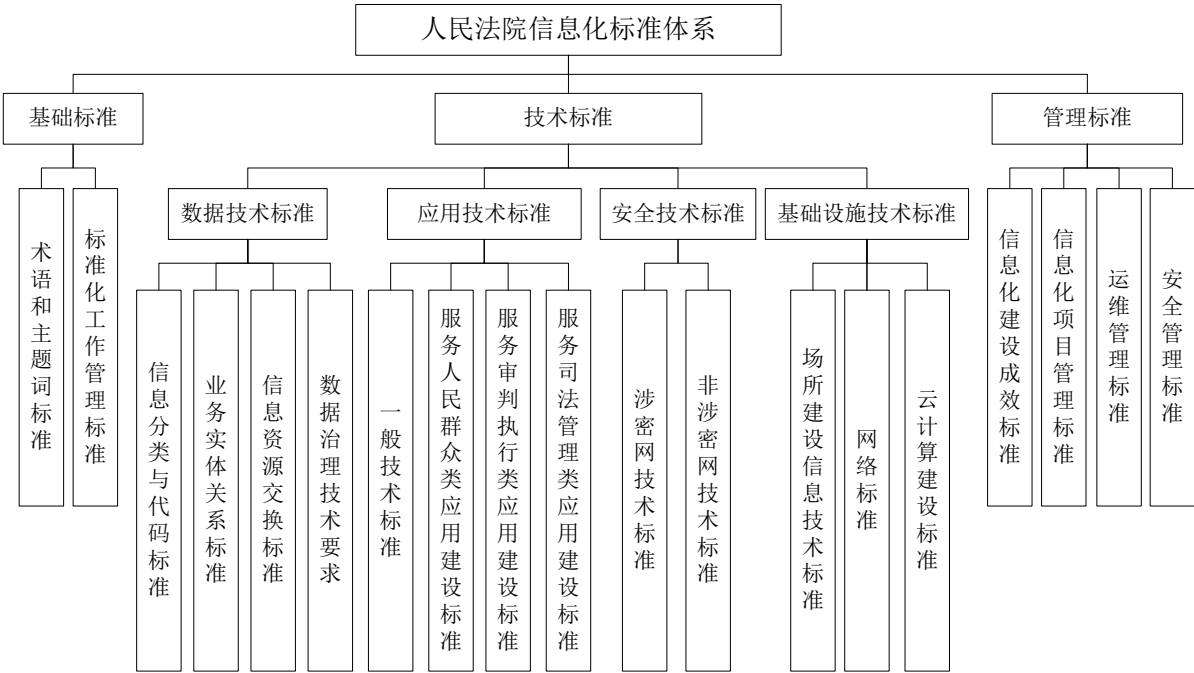 人民法院信息化标准体系
基础标准
技术标准
管理标准
数据技术标准
应用技术标准
安全技术标准
基础设施技术标准
术语和主题词标准
标准化工作管理标准
信息分类与代码标准
业务实体关系标准
信息资源交换标准
数据治理技术要求
一般技术标准
服务人民群众类应用建设标准
服务审判执行类应用建设标准
服务司法管理类应用建设标准
涉密网技术标准
非涉密网技术标准
场所建设信息技术标准
网络标准
云计算建设标准
信息化建设成效标准
信息化项目管理标准
运维管理标准
安全管理标准